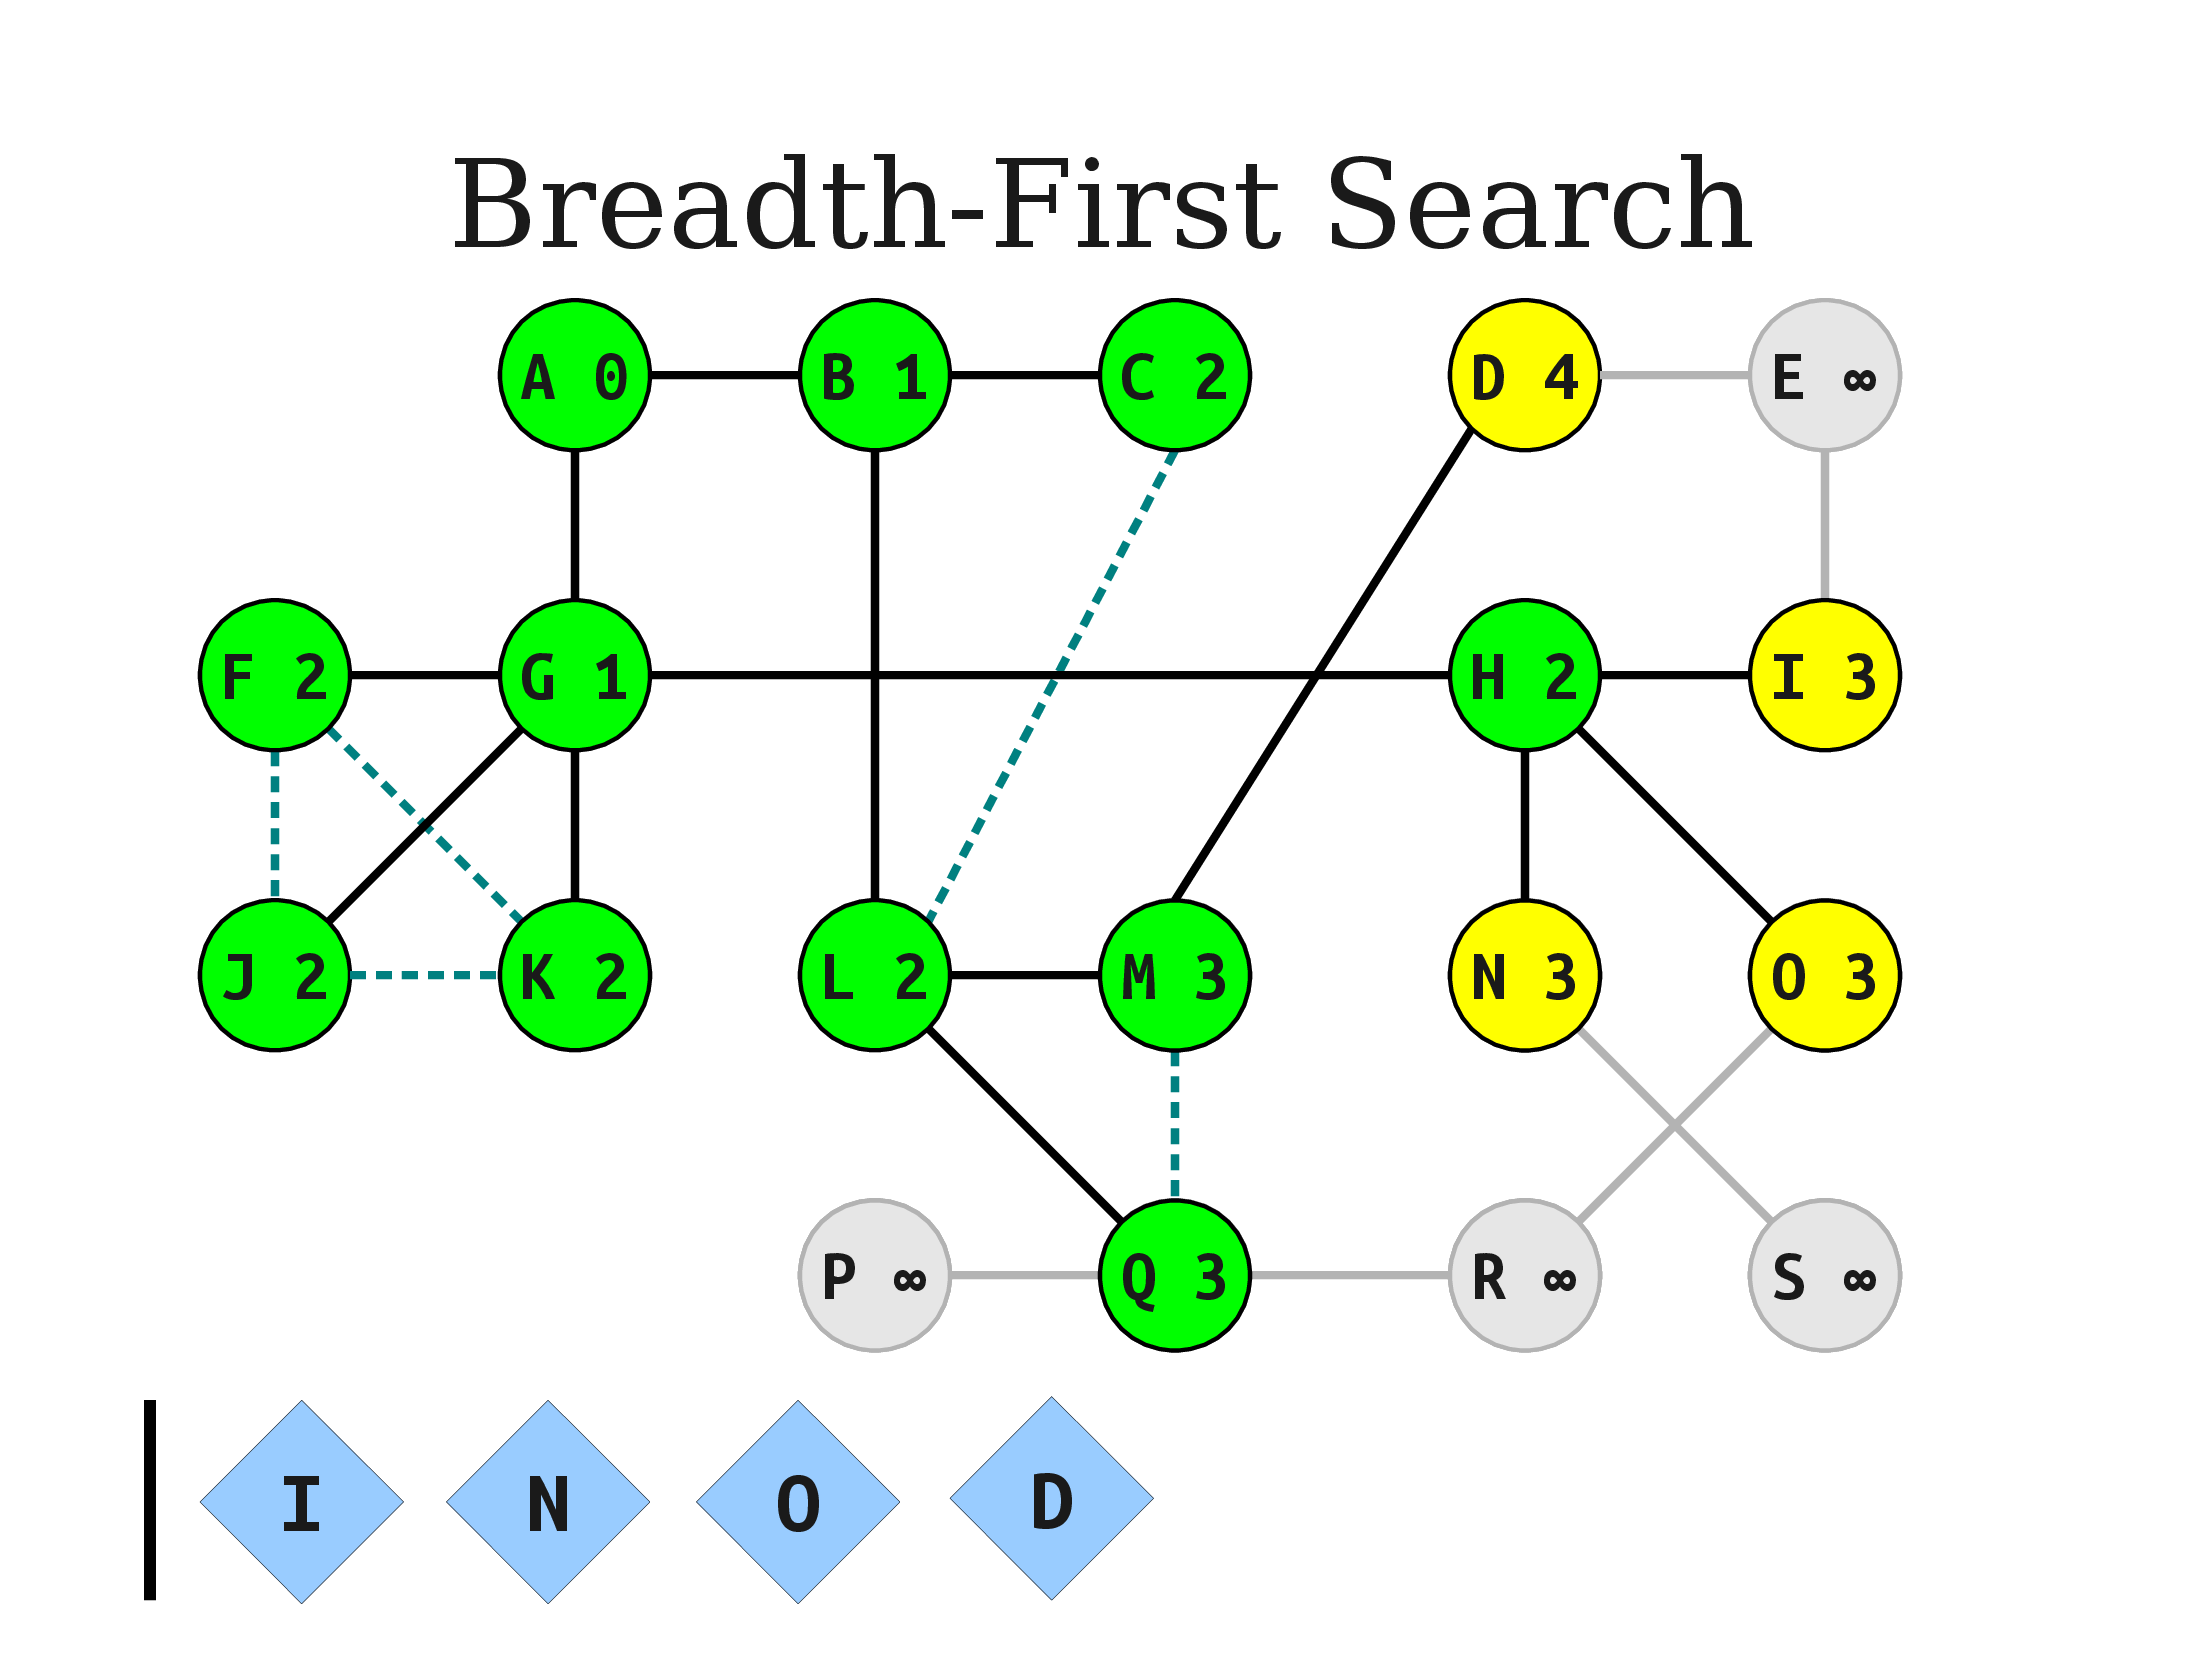 Breadth-First Search
A 0 B 1 C 2 D 4 E ∞
F 2 G 1 H 2 I 3
J 2 K 2 L 2 M 3 N 3 O 3
P ∞ Q 3 R ∞ S ∞
I N O D